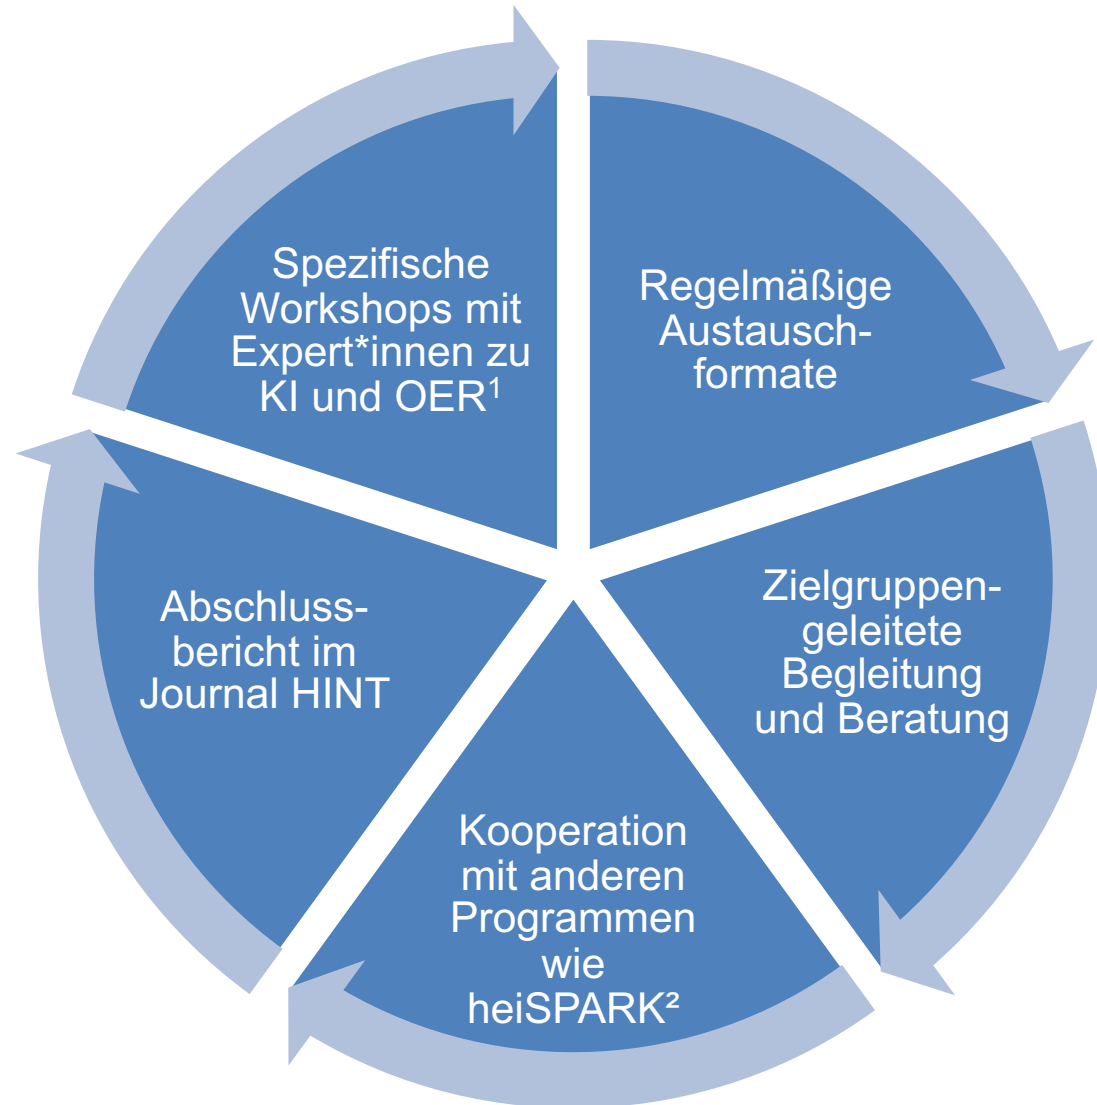 Spezifische
Workshops mit
Expert*innen zu
KI und OER¹
Regelmäßige
Austausch-
formate
Zielgruppen-
geleitete
Begleitung
und Beratung
Kooperation
mit anderen
Programmen
wie
heiSPARK²
Abschluss-
bericht im
Journal HINT